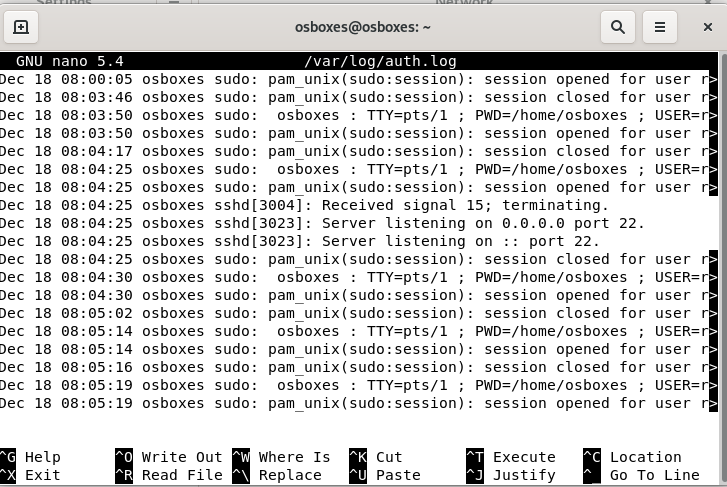 osboxes@osboxes: ~
GNU nano 5.4 /var/log/auth.log
Dec 18 08:00:05 osboxes sudo: pam_unix(sudo:session): session opened for user r>
Dec 18 08:03:46 osboxes sudo: pam_unix(sudo:session): session closed for user r>
Dec 18 08:03:50 osboxes sudo:  osboxes : TTY=pts/1 ; PWD=/home/osboxes ; USER=r>
Dec 18 08:03:50 osboxes sudo: pam_unix(sudo:session): session opened for user r>
Dec 18 08:04:17 osboxes sudo: pam_unix(sudo:session): session closed for user r>
Dec 18 08:04:25 osboxes sudo:  osboxes : TTY=pts/1 ; PWD=/home/osboxes ; USER=r>
Dec 18 08:04:25 osboxes sudo: pam_unix(sudo:session): session opened for user r>
Dec 18 08:04:25 osboxes sshd[3004]: Received signal 15; terminating.
Dec 18 08:04:25 osboxes sshd[3023]: Server listening on 0.0.0.0 port 22.
Dec 18 08:04:25 osboxes sshd[3023]: Server listening on :: port 22.
Dec 18 08:04:25 osboxes sudo: pam_unix(sudo:session): session closed for user r>
Dec 18 08:04:30 osboxes sudo:  osboxes : TTY=pts/1 ; PWD=/home/osboxes ; USER=r>
Dec 18 08:04:30 osboxes sudo: pam_unix(sudo:session): session opened for user r>
Dec 18 08:05:02 osboxes sudo: pam_unix(sudo:session): session closed for user r>
Dec 18 08:05:14 osboxes sudo:  osboxes : TTY=pts/1 ; PWD=/home/osboxes ; USER=r>
Dec 18 08:05:14 osboxes sudo: pam_unix(sudo:session): session opened for user r>
Dec 18 08:05:16 osboxes sudo: pam_unix(sudo:session): session closed for user r>
Dec 18 08:05:19 osboxes sudo:  osboxes : TTY=pts/1 ; PWD=/home/osboxes ; USER=r>
Dec 18 08:05:19 osboxes sudo: pam_unix(sudo:session): session opened for user r>
^G Help ^O Write Out ^W Where Is ^K Cut ^T Execute ^C Location
^X Exit ^R Read File ^\ Replace ^U Paste ^J Justify ^_ Go To Line